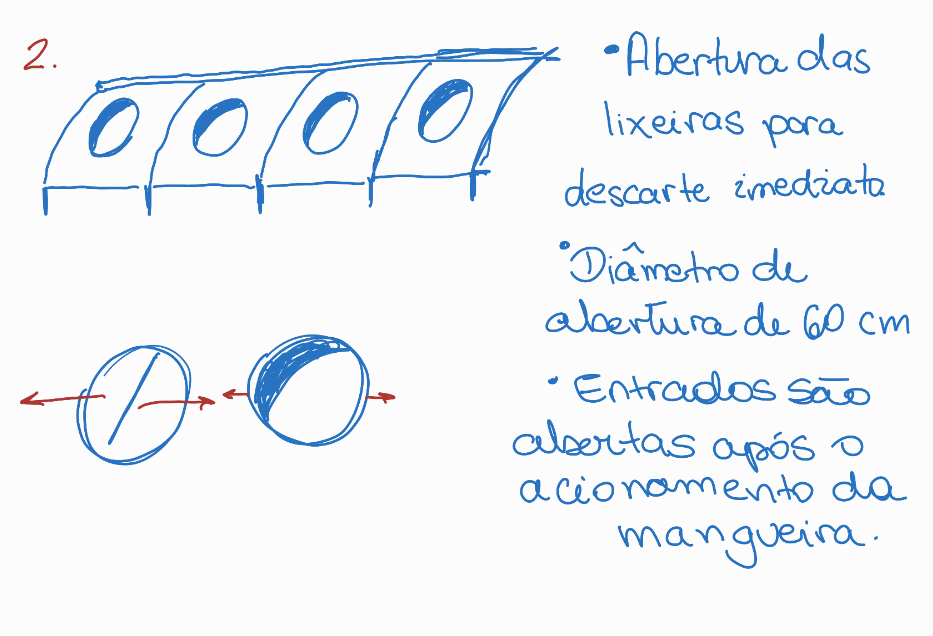 2.
• Abertura das
lixeiras para
descarte imediato
• Diâmetro de
abertura de 60 cm
• Entradas são
abertas após o
acionamento da
mangueira.